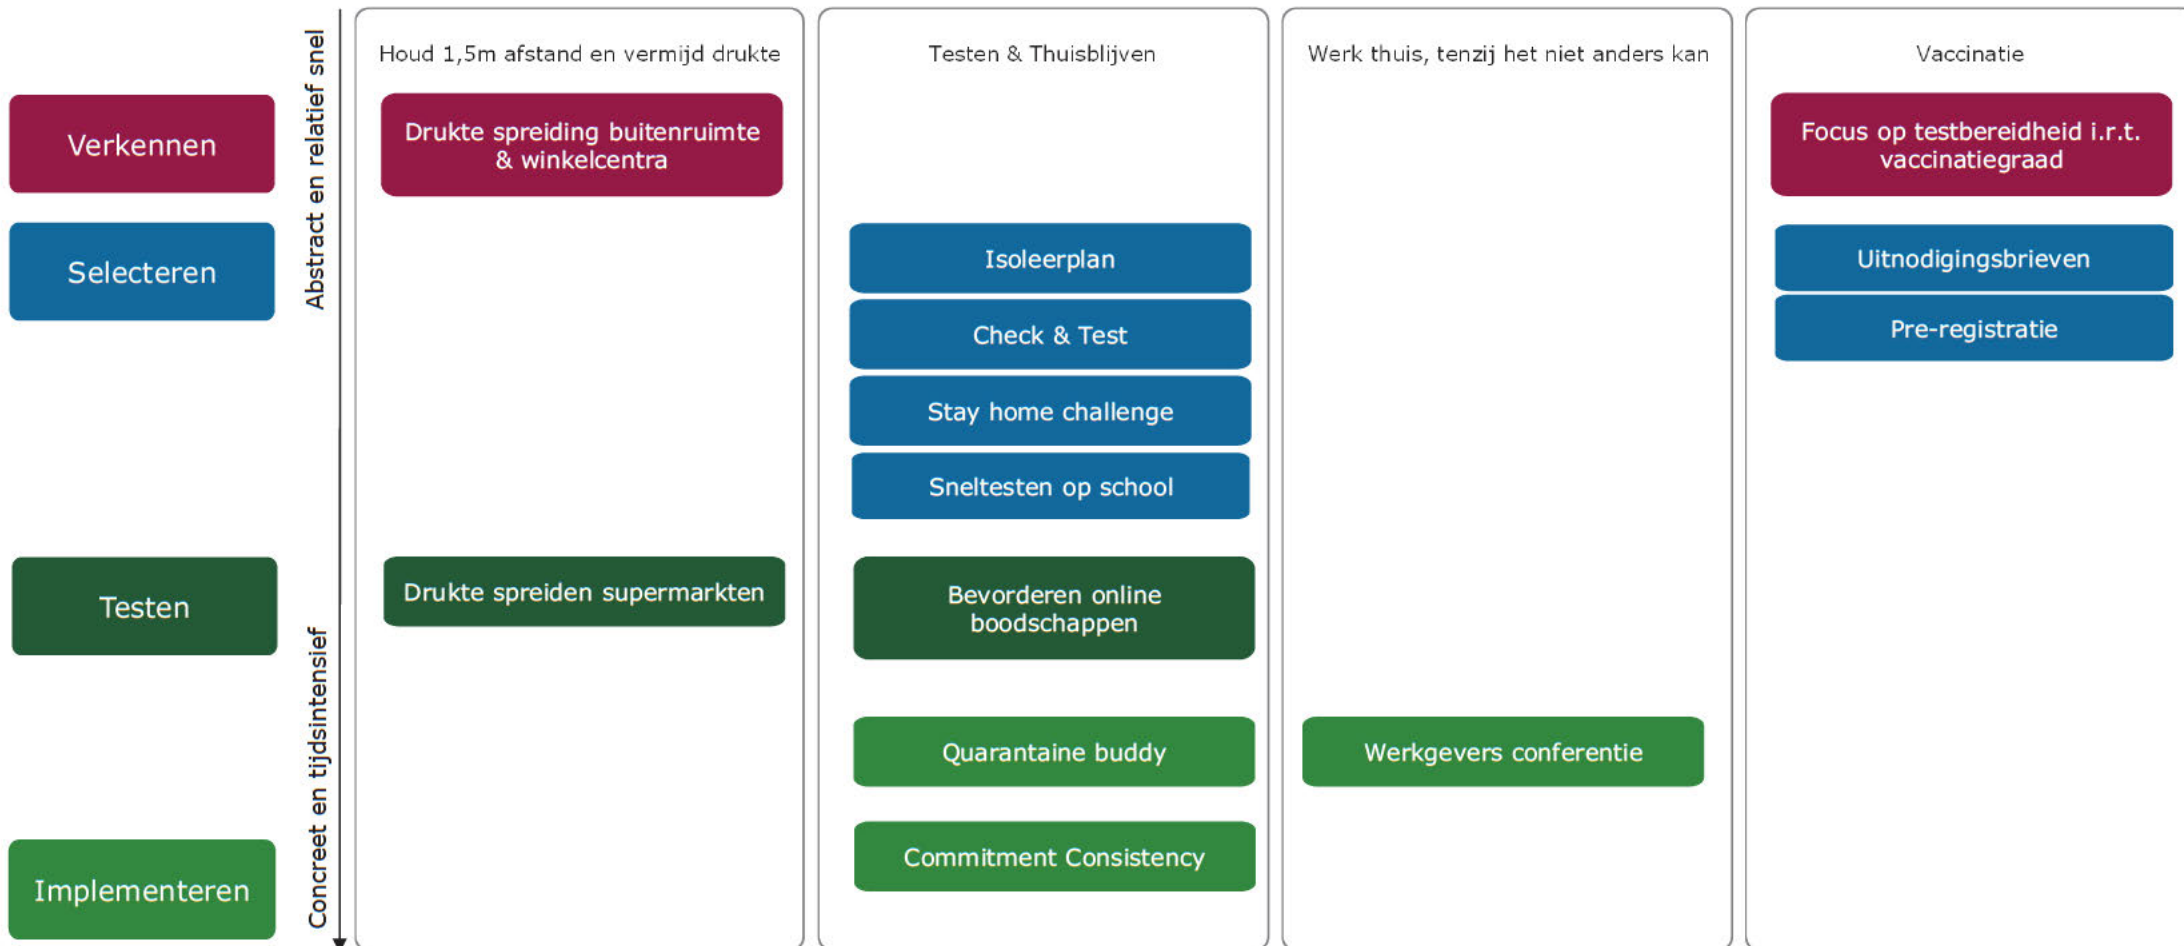 Abstract en relatief snel
Concreet en tijdsintensief
Verkennen
Selecteren
Testen
Implementeren
Houd 1,5m afstand en vermijd drukte
Drukte spreiding buitenruimte
& winkelcentra
Drukte spreiden supermarkten
Testen & Thuisblijven
Isoleerplan
Check & Test
Stay home challenge
Sneltesten op school
Bevorderen online
boodschappen
Quarantaine buddy
Commitment Consistency
Werk thuis, tenzij het niet anders kan
Werkgevers conferentie
Vaccinatie
Focus op testbereidheid i.r.t.
vaccinatiegraad
Uitnodigingsbrieven
Pre-registratie